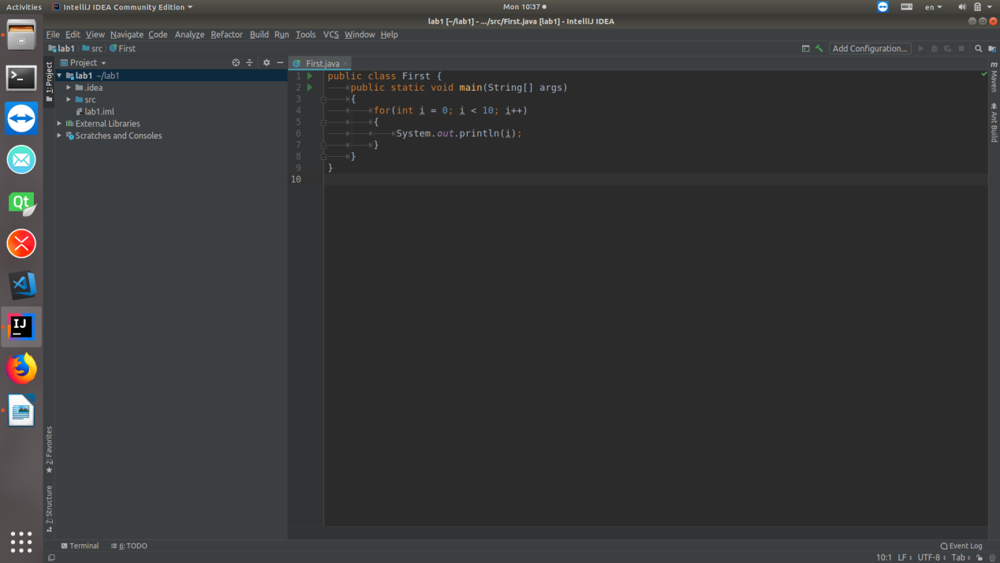 Activities IntelliJ IDEA Community Edition Mon 10:37 en
lab1 [~/lab1] - .../src/First.java [lab1] - IntelliJ IDEA
File Edit View Navigate Code Analyze Refactor Build Run Tools VCS Window Help
lab1 src First Add Configuration...
1: Project
Project
First.java
lab1 ~/lab1
.idea
src
lab1.iml
External Libraries
Scratches and Consoles
1 public class First {
2 public static void main(String[] args)
3 {
4 for(int i = 0; i < 10; i++)
5 {
6 System.out.println(i);
7 }
8 }
9 }
10
m Maven
Ant Build
Qt
IJ
2: Favorites
7: Structure
Terminal 6: TODO Event Log
10:1 LF UTF-8 Tab